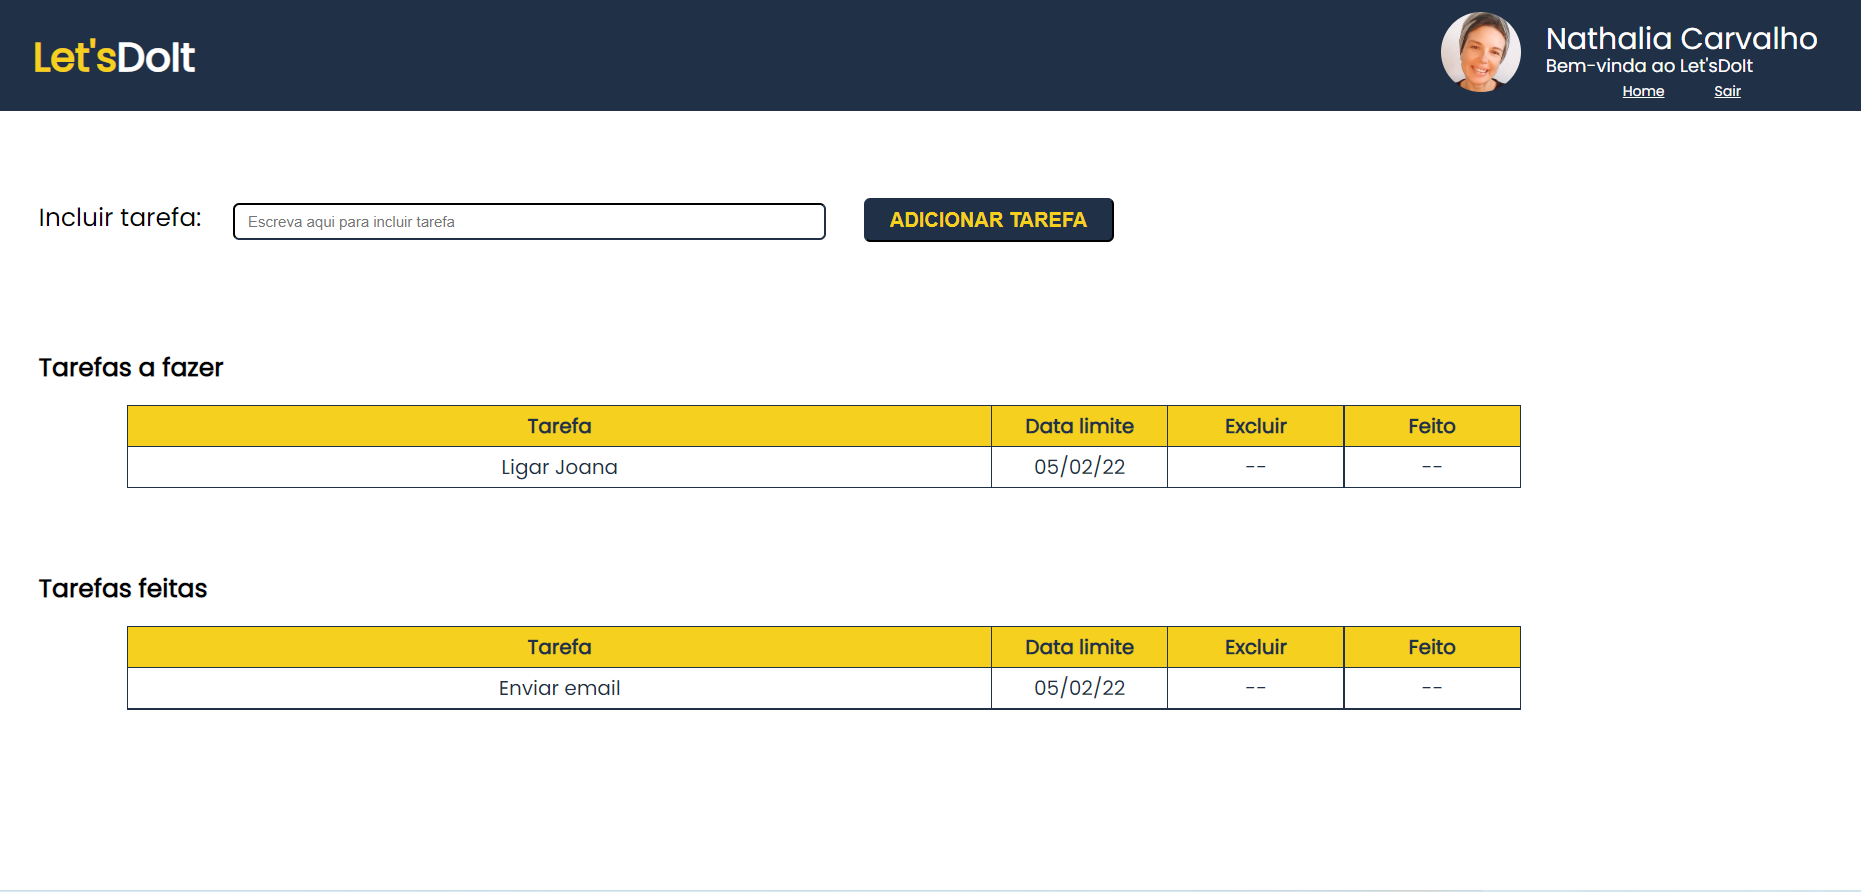 Let'sDoIt
Nathalia Carvalho
Bem-vinda ao Let'sDoIt
Home Sair
Incluir tarefa: Escreva aqui para incluir tarefa ADICIONAR TAREFA
Tarefas a fazer
Tarefa Data limite Excluir Feito
Ligar Joana 05/02/22 -- --
Tarefas feitas
Tarefa Data limite Excluir Feito
Enviar email 05/02/22 -- --